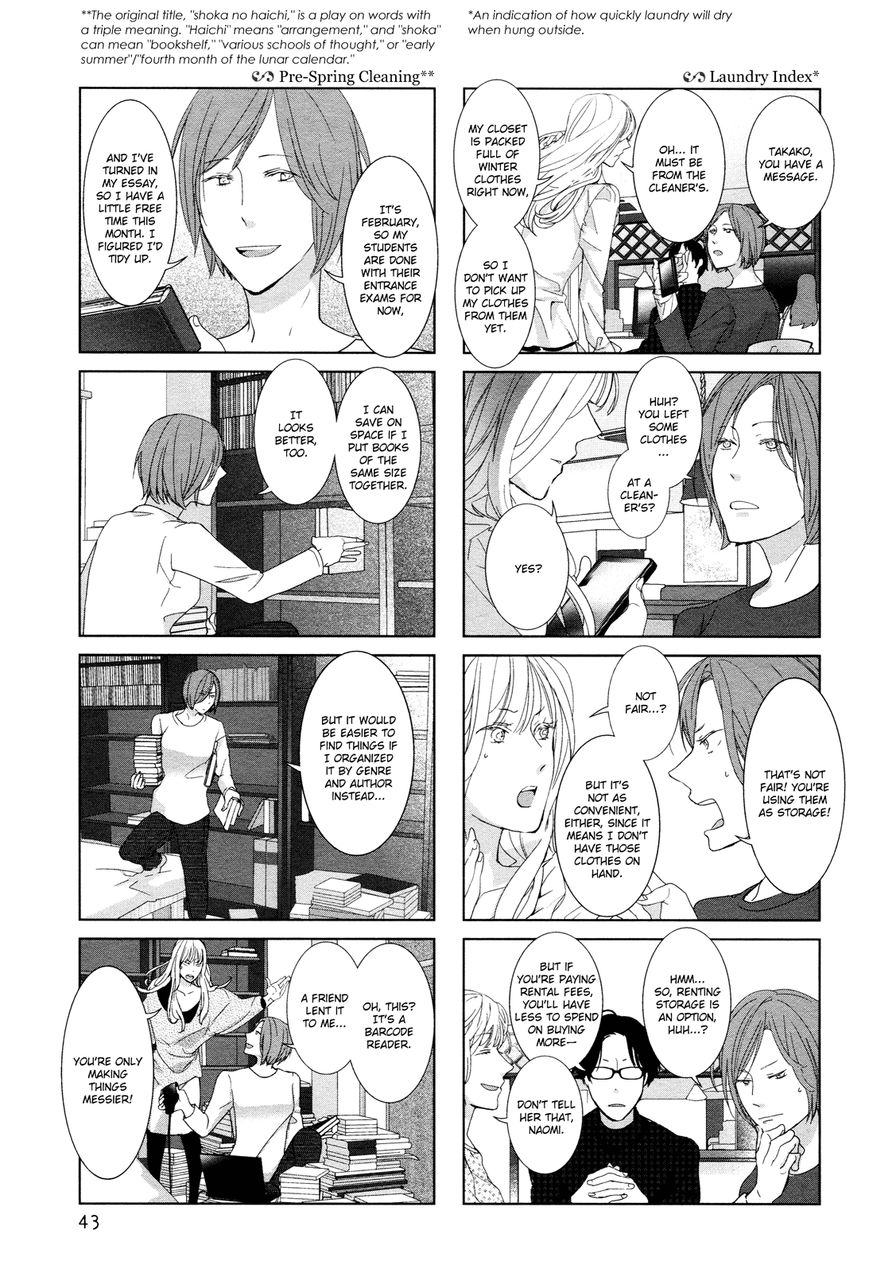 *An indication of how quickly laundry will dry
when hung outside.
Laundry Index*
TAKAKO,
YOU HAVE A
MESSAGE.
OH... IT
MUST BE
FROM THE
CLEANER'S.
MY CLOSET
IS PACKED
FULL OF
WINTER
CLOTHES
RIGHT NOW,
SO I
DON'T WANT
TO PICK UP
MY CLOTHES
FROM THEM
YET.
HUH?
YOU LEFT
SOME
CLOTHES
...
AT A
CLEAN-
ER'S?
YES?
THAT'S NOT
FAIR! YOU'RE
USING THEM
AS STORAGE!
NOT
FAIR...?
BUT IT'S
NOT AS
CONVENIENT,
EITHER, SINCE IT
MEANS I DON'T
HAVE THOSE
CLOTHES ON
HAND.
HMM...
SO, RENTING
STORAGE IS
AN OPTION,
HUH...?
BUT IF
YOU'RE PAYING
RENTAL FEES,
YOU'LL HAVE
LESS TO SPEND
ON BUYING
MORE—
DON'T TELL
HER THAT,
NAOMI.
**The original title, "shoka no haichi," is a play on words with
a triple meaning. "Haichi" means "arrangement," and "shoka"
can mean "bookshelf," "various schools of thought," or "early
summer"/"fourth month of the lunar calendar."
Pre-Spring Cleaning**
IT'S
FEBRUARY,
SO MY
STUDENTS
ARE DONE
WITH THEIR
ENTRANCE
EXAMS FOR
NOW,
AND I'VE
TURNED IN
MY ESSAY,
SO I HAVE A
LITTLE FREE
TIME THIS
MONTH. I
FIGURED I'D
TIDY UP.
I CAN
SAVE ON
SPACE IF I
PUT BOOKS
OF THE
SAME SIZE
TOGETHER.
IT
LOOKS
BETTER,
TOO.
BUT IT WOULD
BE EASIER TO
FIND THINGS IF
I ORGANIZED
IT BY GENRE
AND AUTHOR
INSTEAD...
OH, THIS?
IT'S A
BARCODE
READER.
A FRIEND
LENT IT
TO ME...
YOU'RE ONLY
MAKING
THINGS
MESSIER!
43